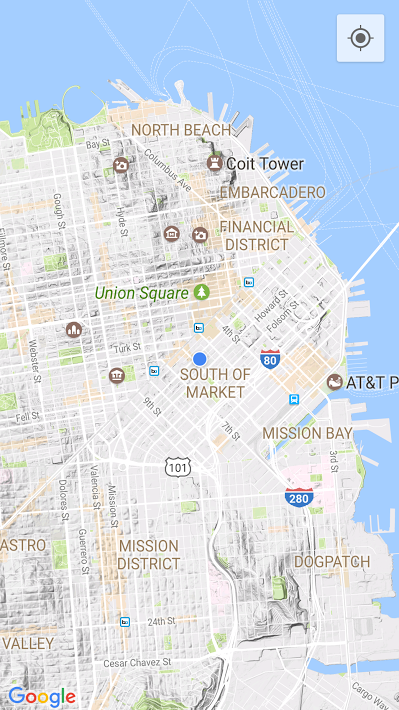 NORTH BEACH
Bay St
Columbus Ave
Coit Tower
EMBARCADERO
Gough St
Hyde St
FINANCIAL
DISTRICT
Fillmore St
Union Square
Howard St
Folsom St
4th St
Webster St
Turk St
80
SOUTH OF
MARKET
AT&T P
9th St
Fell St
7th St
MISSION BAY
3rd St
101
Dolores St
Valencia St
Mission St
280
Guerrero St
ASTRO
MISSION
DISTRICT
DOGPATCH
24th St
VALLEY
Cesar Chavez St
Cargo Way
Google